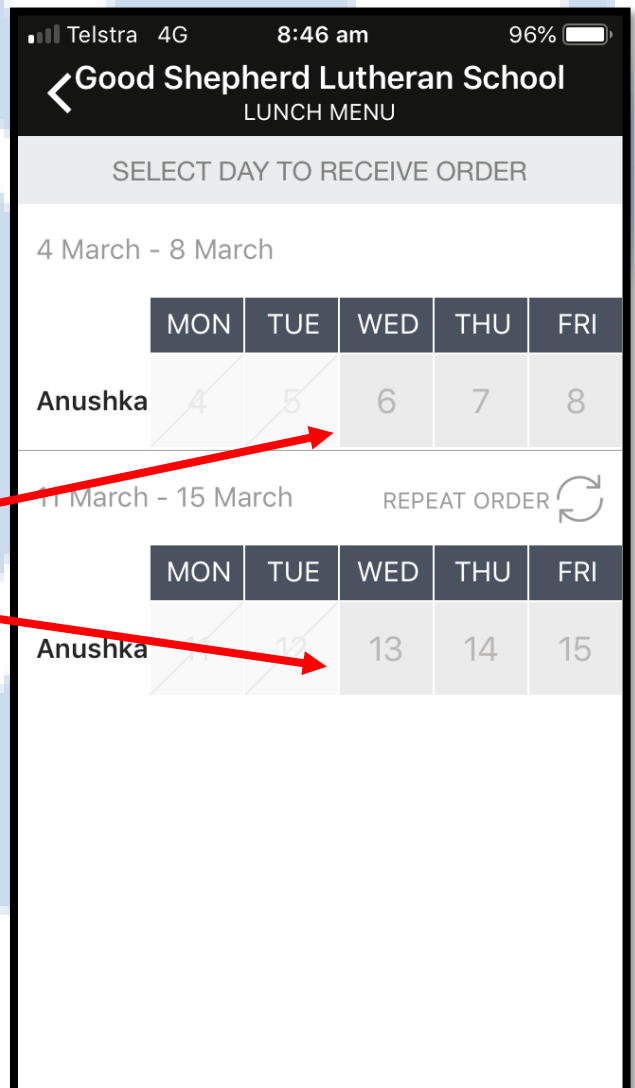 Telstra 4G 8:46 am 96%
Good Shepherd Lutheran School
LUNCH MENU
SELECT DAY TO RECEIVE ORDER
4 March - 8 March
MON TUE WED THU FRI
Anushka 4 5 6 7 8
11 March - 15 March REPEAT ORDER
MON TUE WED THU FRI
Anushka 11 12 13 14 15